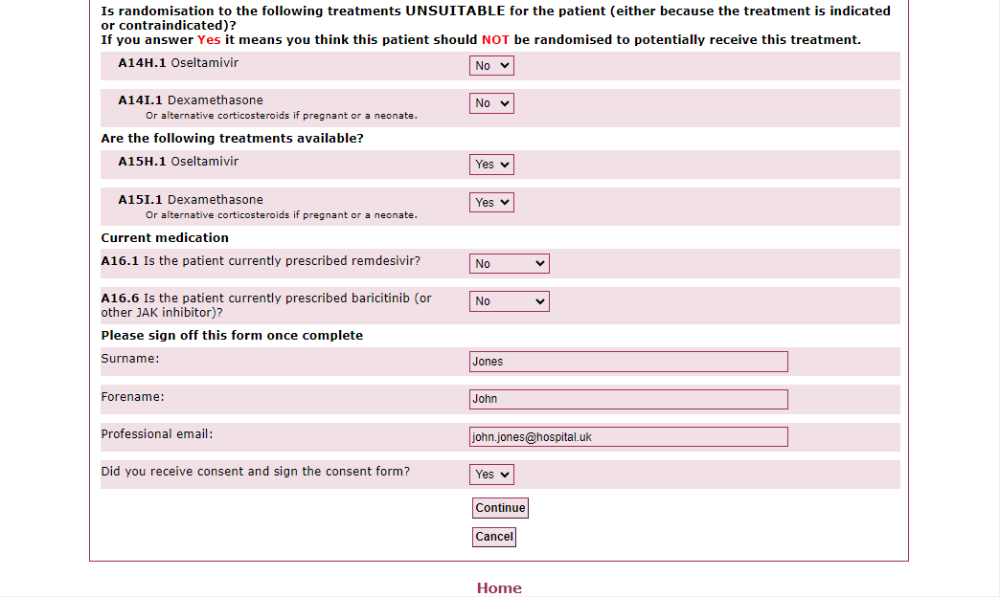 Is randomisation to the following treatments UNSUITABLE for the patient (either because the treatment is indicated
or contraindicated)?
If you answer Yes it means you think this patient should NOT be randomised to potentially receive this treatment.
A14H.1 Oseltamivir No
A14I.1 Dexamethasone No
Or alternative corticosteroids if pregnant or a neonate.
Are the following treatments available?
A15H.1 Oseltamivir Yes
A15I.1 Dexamethasone Yes
Or alternative corticosteroids if pregnant or a neonate.
Current medication
A16.1 Is the patient currently prescribed remdesivir? No
A16.6 Is the patient currently prescribed baricitinib (or No
other JAK inhibitor)?
Please sign off this form once complete
Surname: Jones
Forename: John
Professional email: john.jones@hospital.uk
Did you receive consent and sign the consent form? Yes
Continue
Cancel
Home